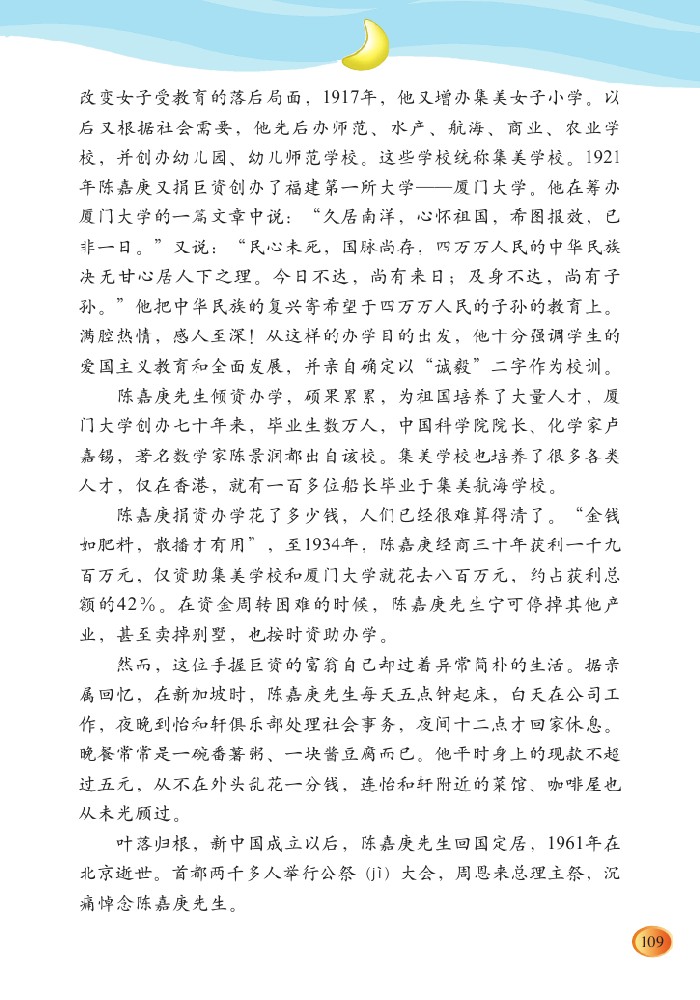 改变女子受教育的落后局面，1917年，他又增办集美女子小学。以
后又根据社会需要，他先后办师范、水产、航海、商业、农业学
校，并创办幼儿园、幼儿师范学校。这些学校统称集美学校。1921
年陈嘉庚又捐巨资创办了福建第一所大学——厦门大学。他在筹办
厦门大学的一篇文章中说：“久居南洋，心怀祖国，希图报效，已
非一日。”又说：“民心未死，国脉尚存，四万万人民的中华民族
决无甘心居人下之理。今日不达，尚有来日；及身不达，尚有子
孙。”他把中华民族的复兴寄希望于四万万人民的子孙的教育上。
满腔热情，感人至深！从这样的办学目的出发，他十分强调学生的
爱国主义教育和全面发展，并亲自确定以“诚毅”二字作为校训。
陈嘉庚先生倾资办学，硕果累累，为祖国培养了大量人才，厦
门大学创办七十年来，毕业生数万人，中国科学院院长、化学家卢
嘉锡，著名数学家陈景润都出自该校。集美学校也培养了很多各类
人才，仅在香港，就有一百多位船长毕业于集美航海学校。
陈嘉庚捐资办学花了多少钱，人们已经很难算得清了。“金钱
如肥料，散播才有用”，至1934年，陈嘉庚经商三十年获利一千九
百万元，仅资助集美学校和厦门大学就花去八百万元，约占获利总
额的42%。在资金周转困难的时候，陈嘉庚先生宁可停掉其他产
业，甚至卖掉别墅，也按时资助办学。
然而，这位手握巨资的富翁自己却过着异常简朴的生活。据亲
属回忆，在新加坡时，陈嘉庚先生每天五点钟起床，白天在公司工
作，夜晚到怡和轩俱乐部处理社会事务，夜间十二点才回家休息。
晚餐常常是一碗番薯粥、一块酱豆腐而已。他平时身上的现款不超
过五元，从不在外头乱花一分钱，连怡和轩附近的菜馆、咖啡屋也
从未光顾过。
叶落归根，新中国成立以后，陈嘉庚先生回国定居，1961年在
北京逝世。首都两千多人举行公祭（jì）大会，周恩来总理主祭，沉
痛悼念陈嘉庚先生。
109